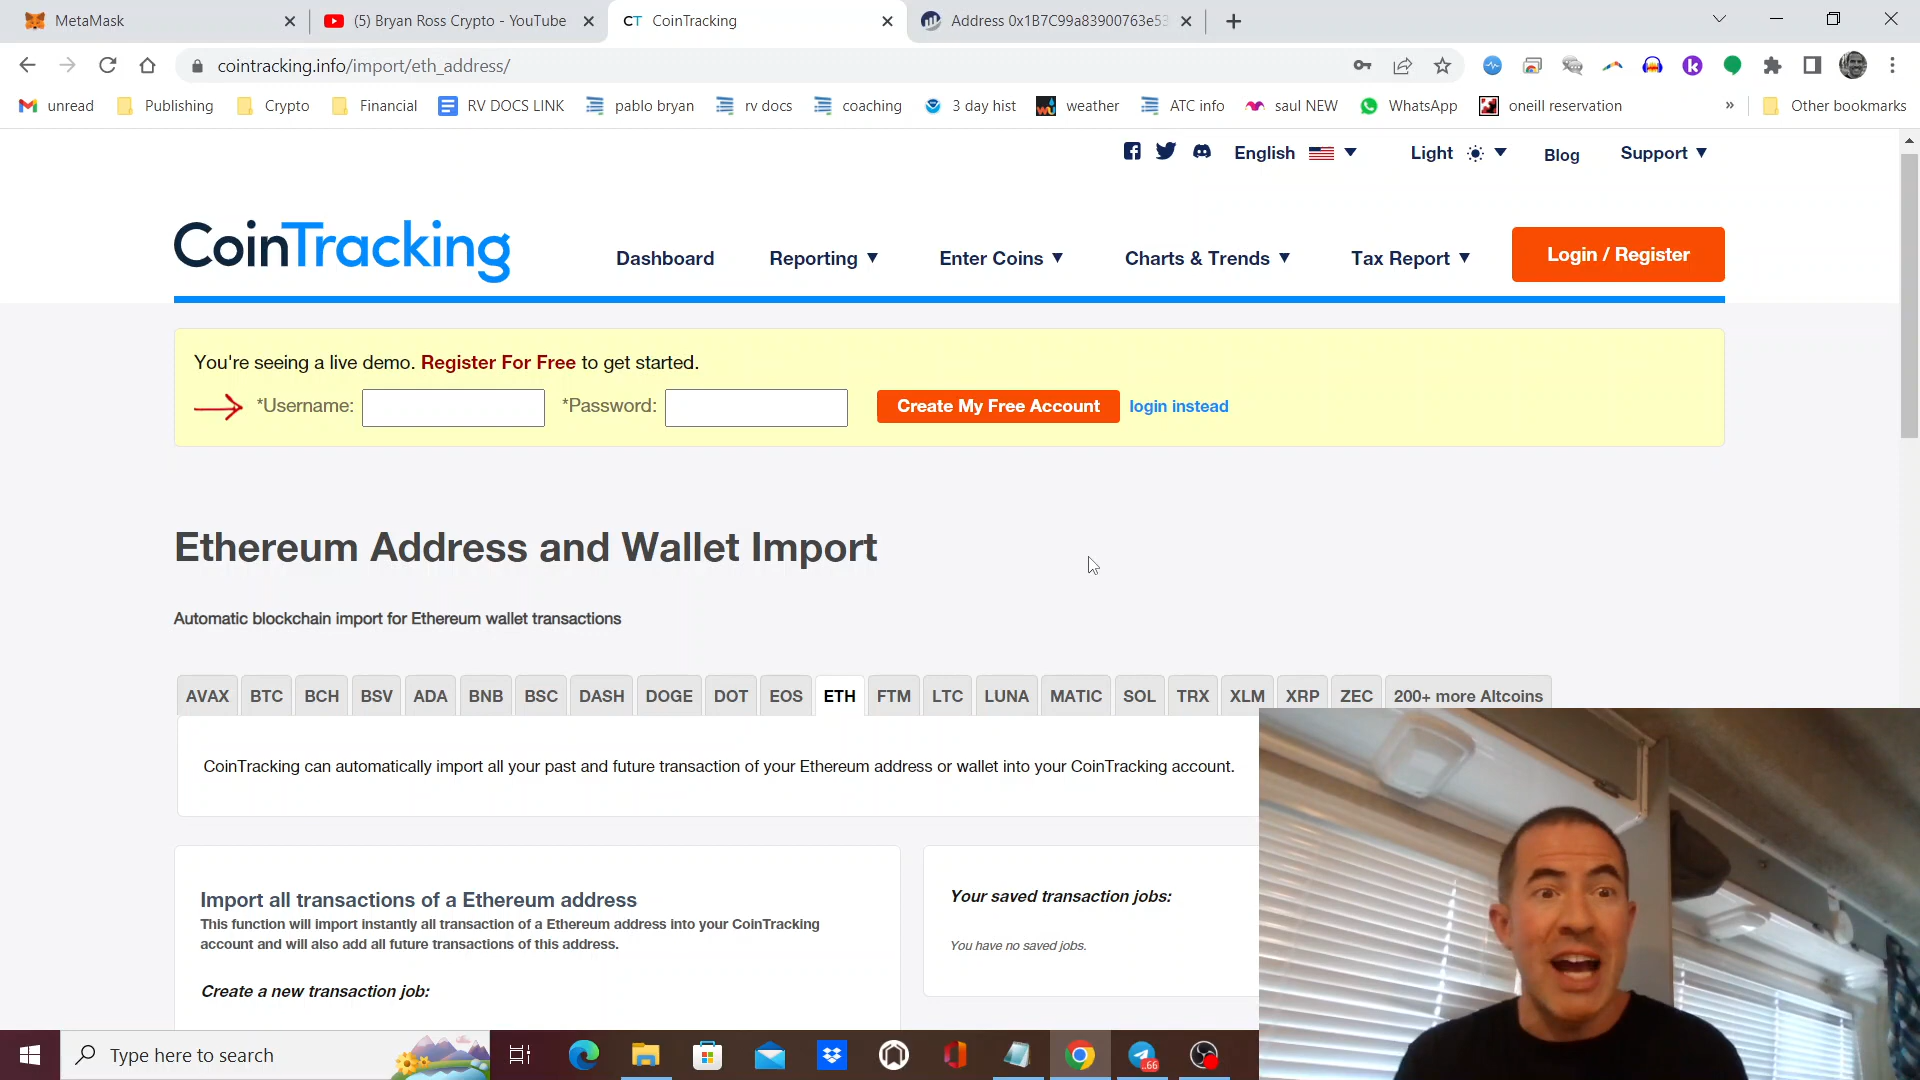 MetaMask
(5) Bryan Ross Crypto - YouTube
CT CoinTracking
Address 0x1B7C99a83900763e53
cointracking.info/import/eth_address/
unread
Publishing
Crypto
Financial
RV DOCS LINK
pablo bryan
rv docs
coaching
3 day hist
weather
ATC info
saul NEW
WhatsApp
oneill reservation
»
Other bookmarks
English
Light
Blog
Support
CoinTracking
Dashboard
Reporting
Enter Coins
Charts & Trends
Tax Report
Login / Register
You're seeing a live demo. Register For Free to get started.
*Username:
*Password:
Create My Free Account
login instead
Ethereum Address and Wallet Import
Automatic blockchain import for Ethereum wallet transactions
AVAX
BTC
BCH
BSV
ADA
BNB
BSC
DASH
DOGE
DOT
EOS
ETH
FTM
LTC
LUNA
MATIC
SOL
TRX
XLM
XRP
ZEC
200+ more Altcoins
CoinTracking can automatically import all your past and future transaction of your Ethereum address or wallet into your CoinTracking account.
Import all transactions of a Ethereum address
This function will import instantly all transaction of a Ethereum address into your CoinTracking
account and will also add all future transactions of this address.
Create a new transaction job:
Your saved transaction jobs:
You have no saved jobs.
Type here to search
66